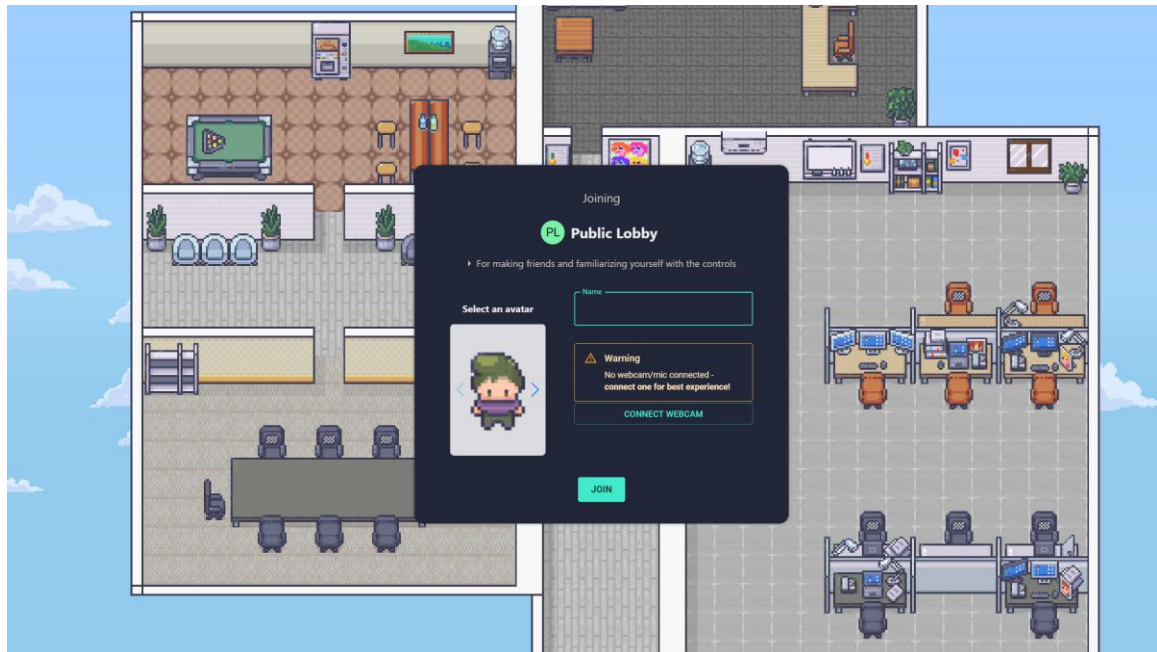 Joining
PL Public Lobby
For making friends and familiarizing yourself with the controls
Select an avatar
Name
Warning
No webcam/mic connected -
connect one for best experience!
CONNECT WEBCAM
JOIN